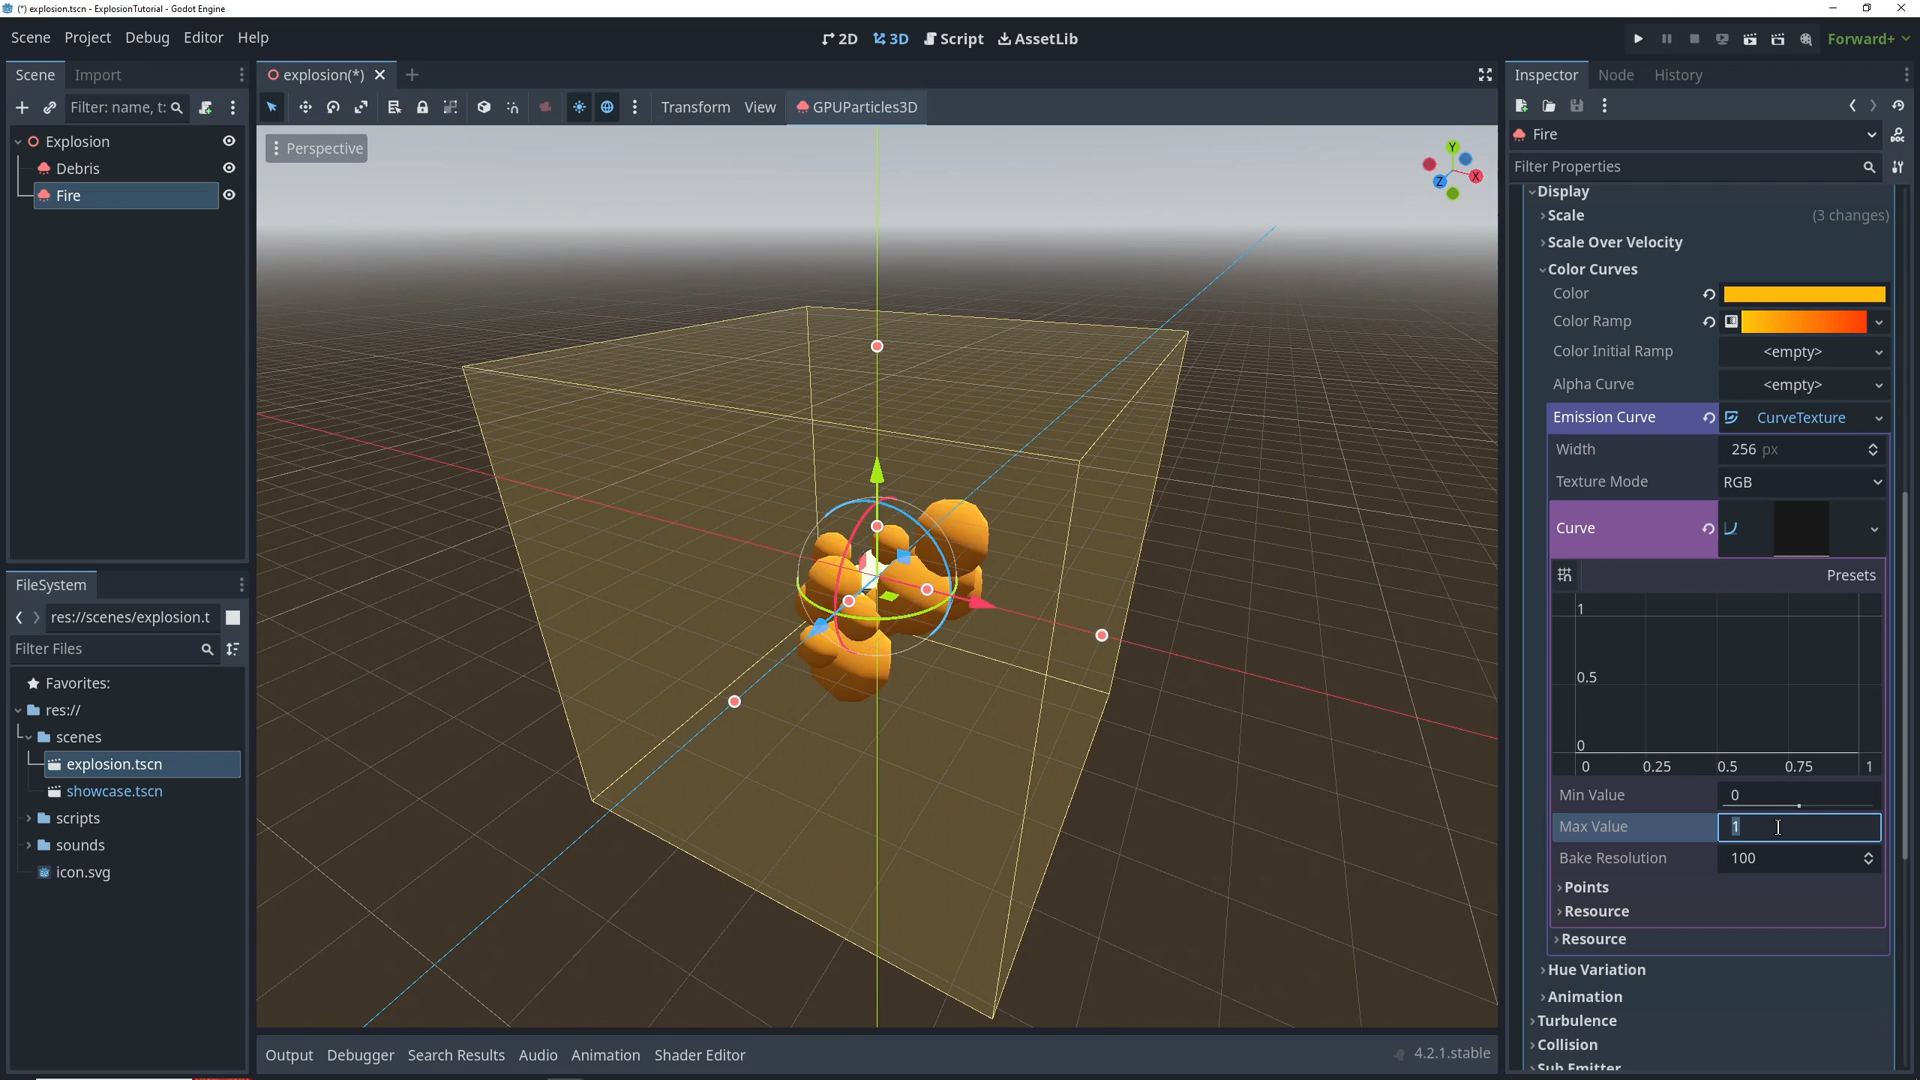 (*) explosion.tscn - ExplosionTutorial - Godot Engine
Scene Project Debug Editor Help
2D 3D Script AssetLib
Forward+
Scene Import
Filter: name, t:
Explosion
Debris
Fire
FileSystem
res://scenes/explosion.t
Filter Files
Favorites:
res://
scenes
explosion.tscn
showcase.tscn
scripts
sounds
icon.svg
explosion(*)
Transform View GPUParticles3D
Perspective
Y
X
Z
Output Debugger Search Results Audio Animation Shader Editor
4.2.1.stable
Inspector Node History
Fire
Filter Properties
Display
Scale (3 changes)
Scale Over Velocity
Color Curves
Color
Color Ramp
Color Initial Ramp <empty>
Alpha Curve <empty>
Emission Curve CurveTexture
Width 256 px
Texture Mode RGB
Curve
Presets
1
0.5
0
0 0.25 0.5 0.75 1
Min Value 0
Max Value 1
Bake Resolution 100
Points
Resource
Resource
Hue Variation
Animation
Turbulence
Collision
Sub Emitter